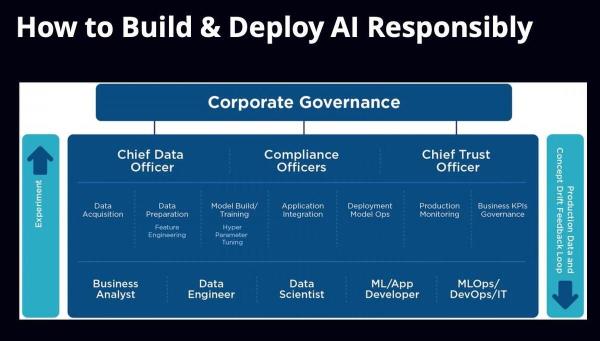 How to Build & Deploy AI Responsibly
Corporate Governance
Experiment
Chief Data
Officer
Compliance
Officers
Chief Trust
Officer
Data
Acquisition
Data
Preparation
Feature
Engineering
Model Build/
Training
Hyper
Parameter
Tuning
Application
Integration
Deployment
Model Ops
Production
Monitoring
Business KPIs
Governance
Business
Analyst
Data
Engineer
Data
Scientist
ML/App
Developer
MLOps/
DevOps/IT
Production Data and
Concept Drift Feedback Loop